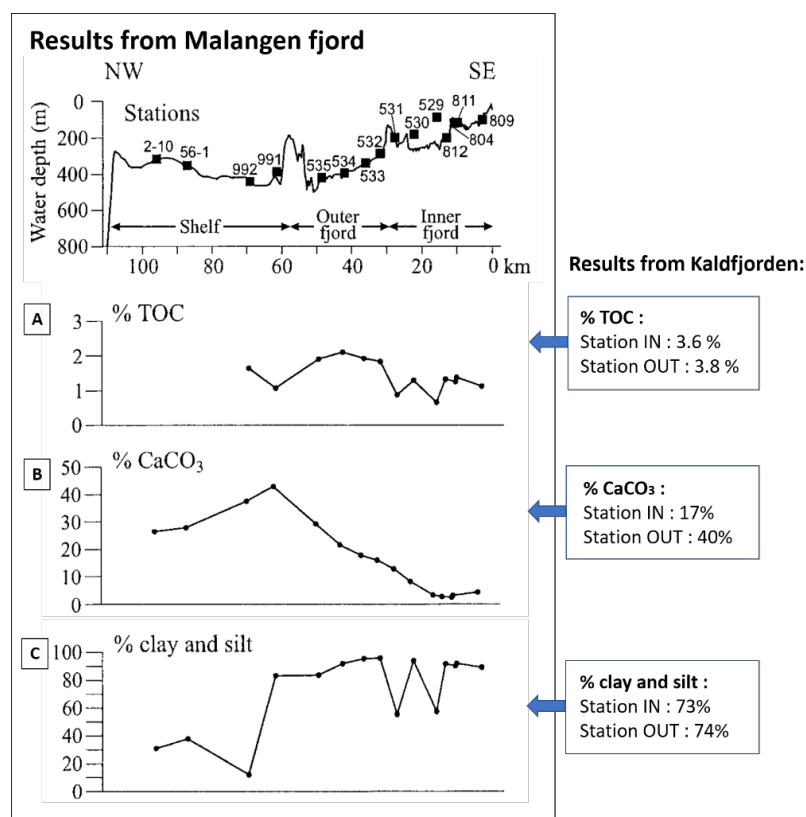 Results from Malangen fjord
NW SE
Water depth (m)
0
200
400
600
800
Stations
2-10
56-1
992
991
535
534
533
532
531
530
529
812
811
804
809
Shelf
Outer
fjord
Inner
fjord
100 80 60 40 20 0 km
A
% TOC
3
2
1
0
B
% CaCO₃
50
40
30
20
10
0
C
% clay and silt
100
80
60
40
20
0
Results from Kaldfjorden:
% TOC :
Station IN : 3.6 %
Station OUT : 3.8 %
% CaCO₃ :
Station IN : 17%
Station OUT : 40%
% clay and silt :
Station IN : 73%
Station OUT : 74%